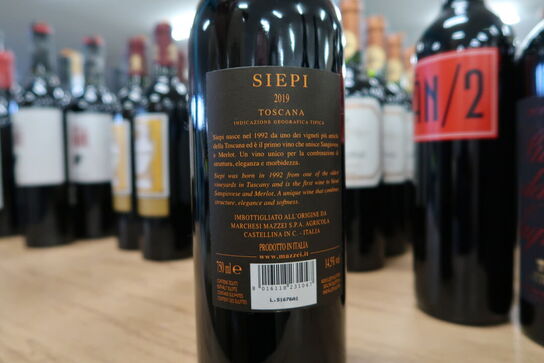 SIEPI
2019
TOSCANA
INDICAZIONE GEOGRAFICA TIPICA
Siepi nasce nel 1992 da uno dei vigneti più antichi
della Toscana ed è il primo vino che unisce Sangiovese
e Merlot. Un vino unico per la combinazione di
struttura, eleganza e morbidezza.
Siepi was born in 1992 from one of the oldest
vineyards in Tuscany and is the first wine to blend
Sangiovese and Merlot. A unique wine that combines
structure, elegance and softness.
IMBOTTIGLIATO ALL'ORIGINE DA
MARCHESI MAZZEI S.P.A. AGRICOLA
CASTELLINA IN C. - ITALIA
PRODOTTO IN ITALIA
www.mazzei.it
750 ml e
14,5% vol
L.51676A1
N/2